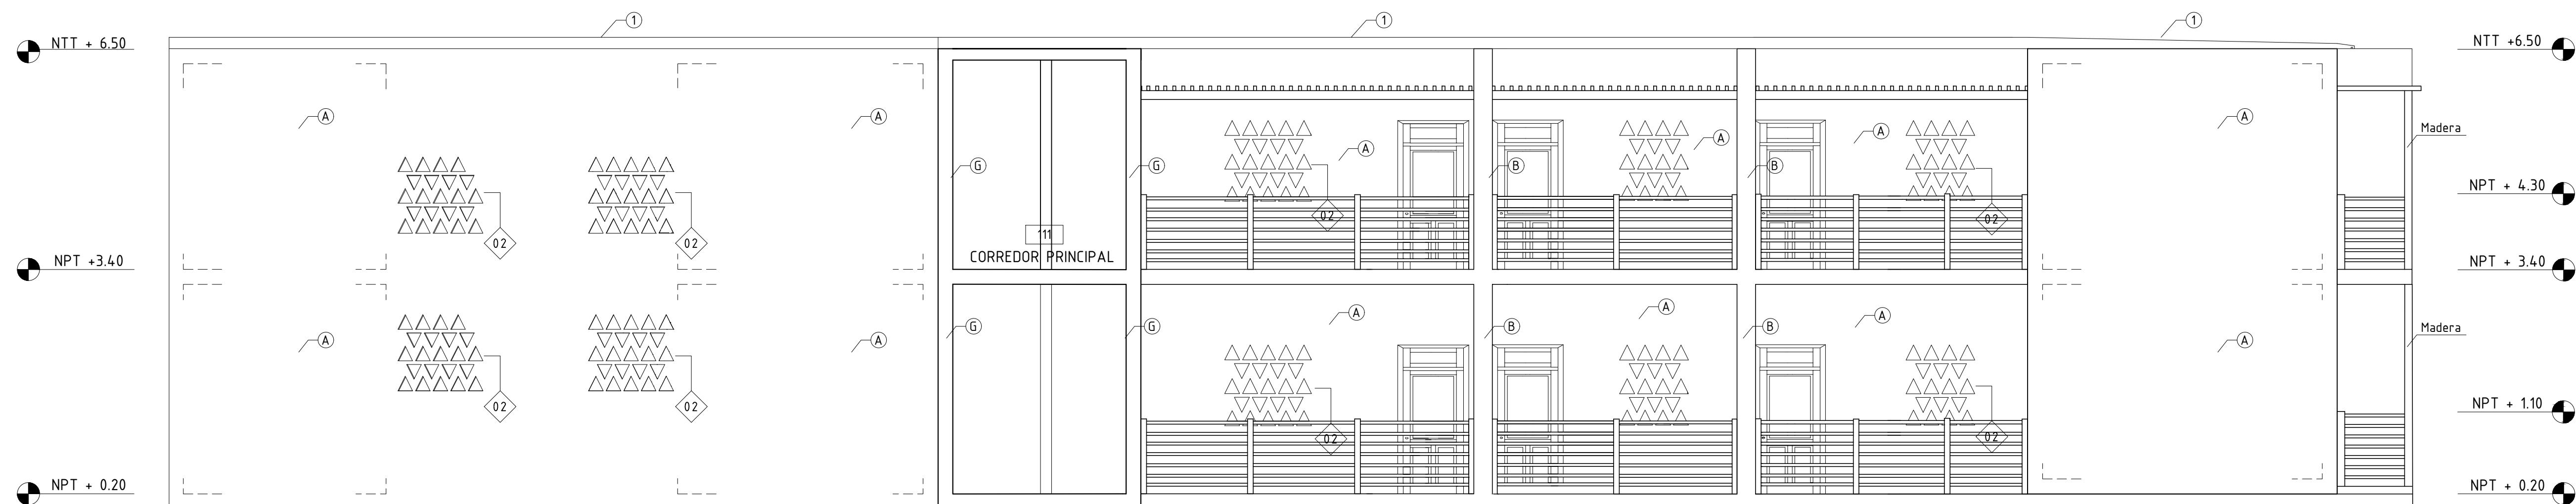 1
1
1
NTT + 6.50
NTT +6.50
A
A
A
Madera
A
A
A
G
G
B
B
NPT + 4.30
02
02
02
02
111
CORREDOR PRINCIPAL
NPT +3.40
NPT + 3.40
A
A
A
G
G
B
B
Madera
A
A
A
02
02
NPT + 1.10
02
02
NPT + 0.20
NPT + 0.20